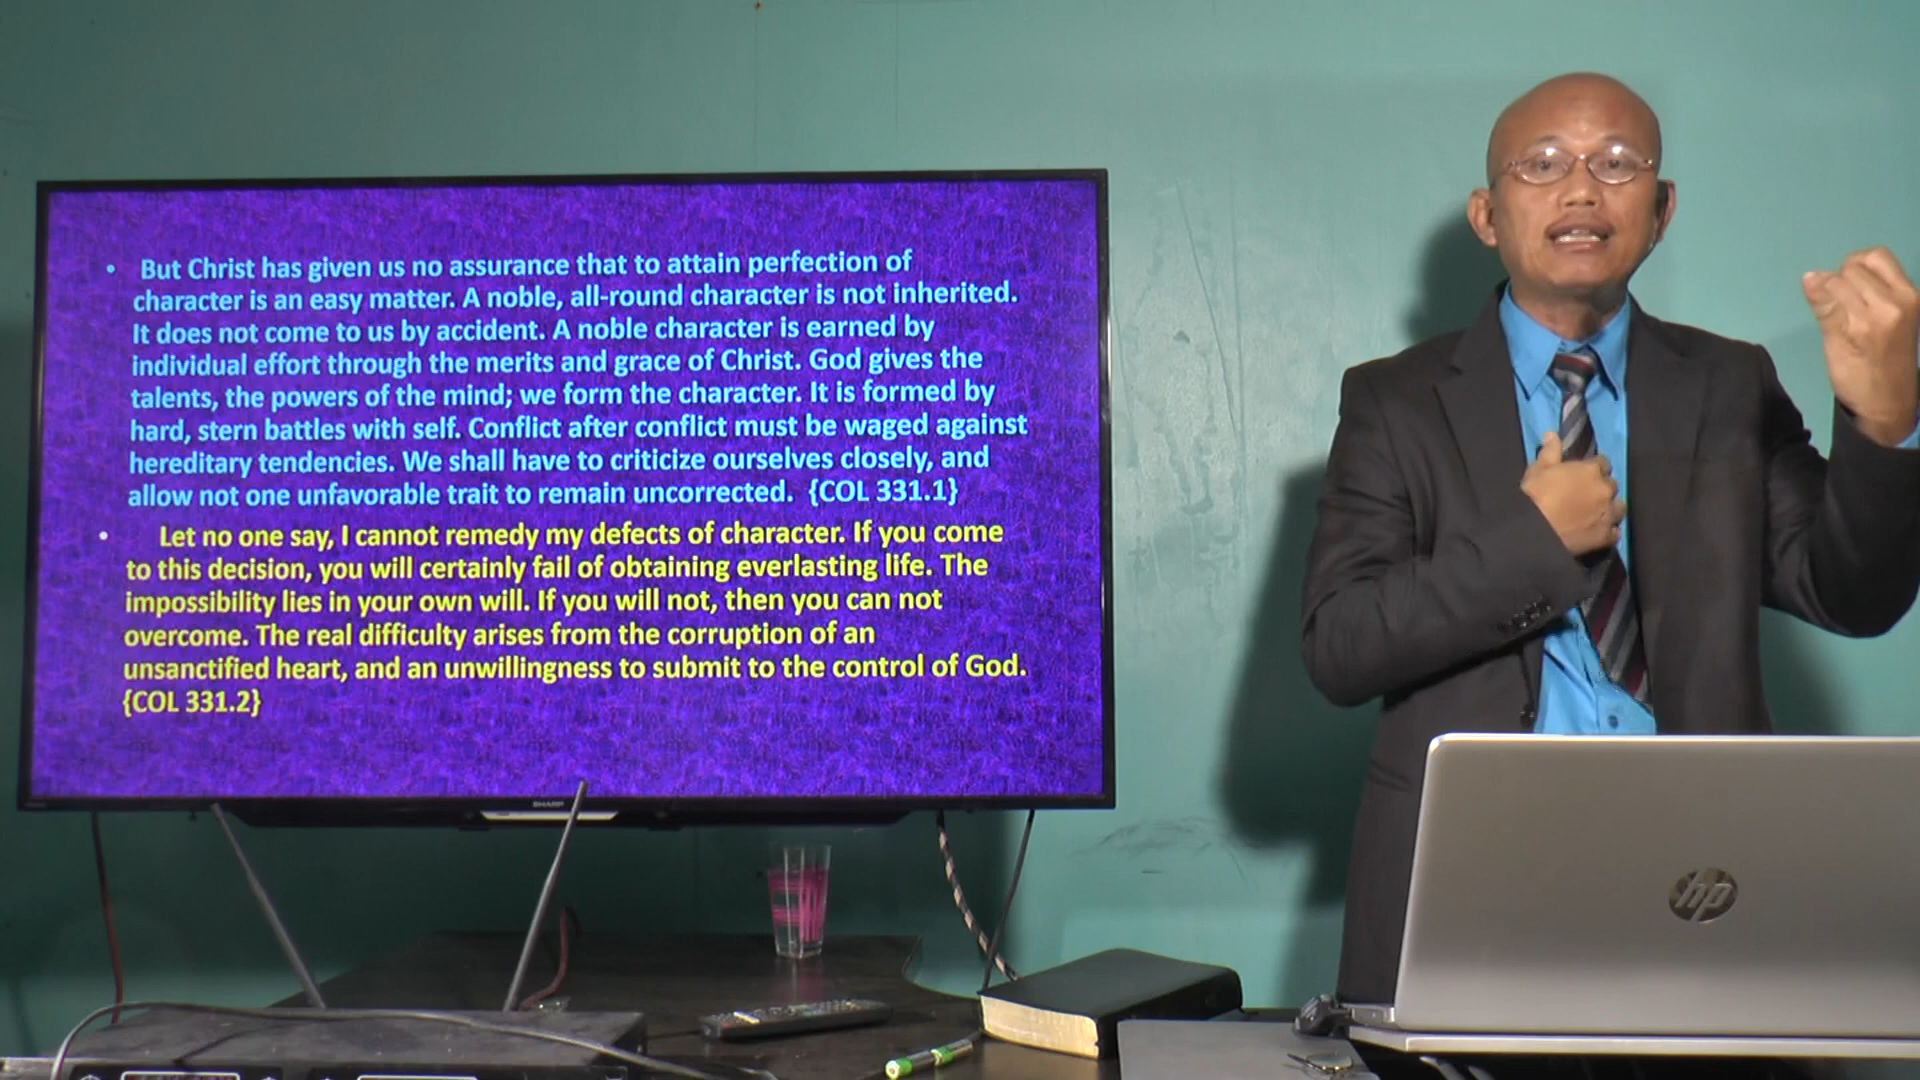 • But Christ has given us no assurance that to attain perfection of
character is an easy matter. A noble, all-round character is not inherited.
It does not come to us by accident. A noble character is earned by
individual effort through the merits and grace of Christ. God gives the
talents, the powers of the mind; we form the character. It is formed by
hard, stern battles with self. Conflict after conflict must be waged against
hereditary tendencies. We shall have to criticize ourselves closely, and
allow not one unfavorable trait to remain uncorrected. {COL 331.1}
• Let no one say, I cannot remedy my defects of character. If you come
to this decision, you will certainly fail of obtaining everlasting life. The
impossibility lies in your own will. If you will not, then you can not
overcome. The real difficulty arises from the corruption of an
unsanctified heart, and an unwillingness to submit to the control of God.
{COL 331.2}
SHARP
hp